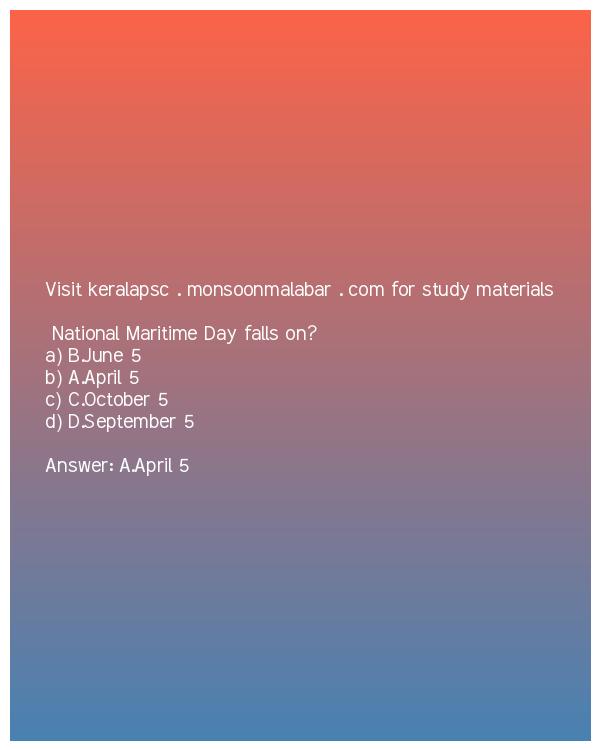 Visit keralapsc . monsoonmalabar . com for study materials
National Maritime Day falls on?
a) B.June 5
b) A.April 5
c) C.October 5
d) D.September 5
Answer: A.April 5